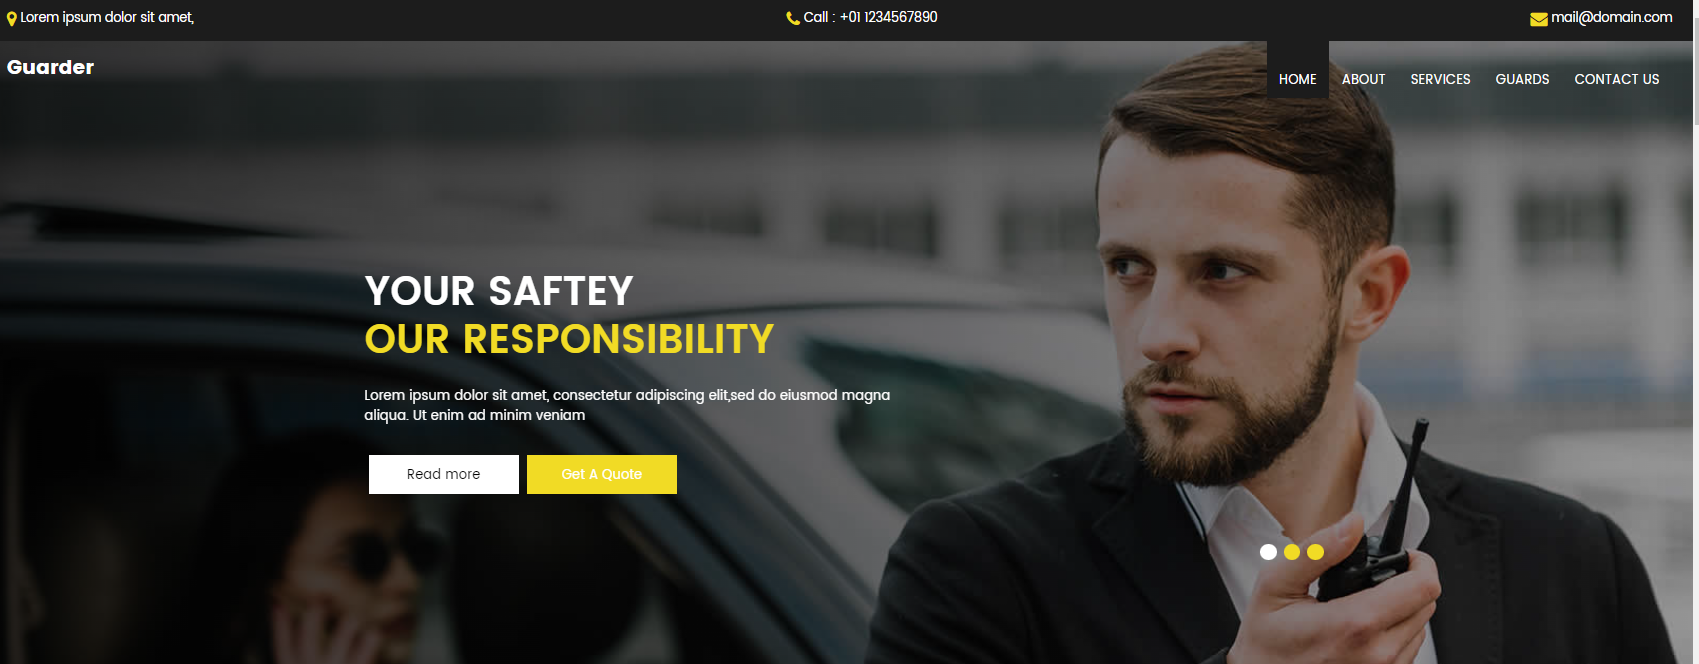 Lorem ipsum dolor sit amet,
Call : +01 1234567890
mail@domain.com
Guarder
HOME
ABOUT
SERVICES
GUARDS
CONTACT US
YOUR SAFTEY
OUR RESPONSIBILITY
Lorem ipsum dolor sit amet, consectetur adipiscing elit,sed do eiusmod magna
aliqua. Ut enim ad minim veniam
Read more
Get A Quote